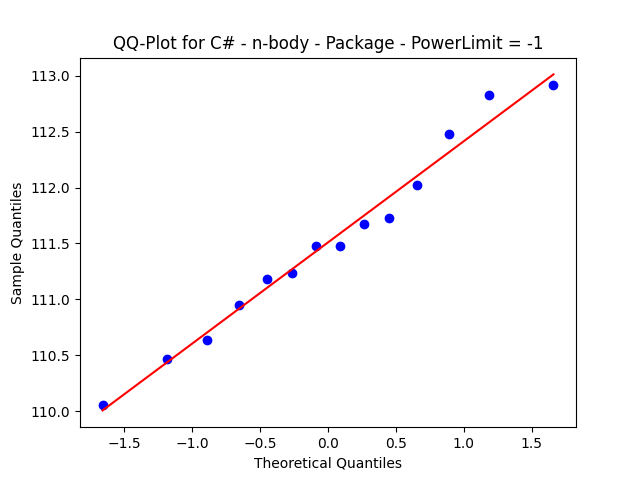 QQ-Plot for C# - n-body - Package - PowerLimit = -1
113.0
112.5
112.0
111.5
111.0
110.5
110.0
Sample Quantiles
−1.5 −1.0 −0.5 0.0 0.5 1.0 1.5
Theoretical Quantiles